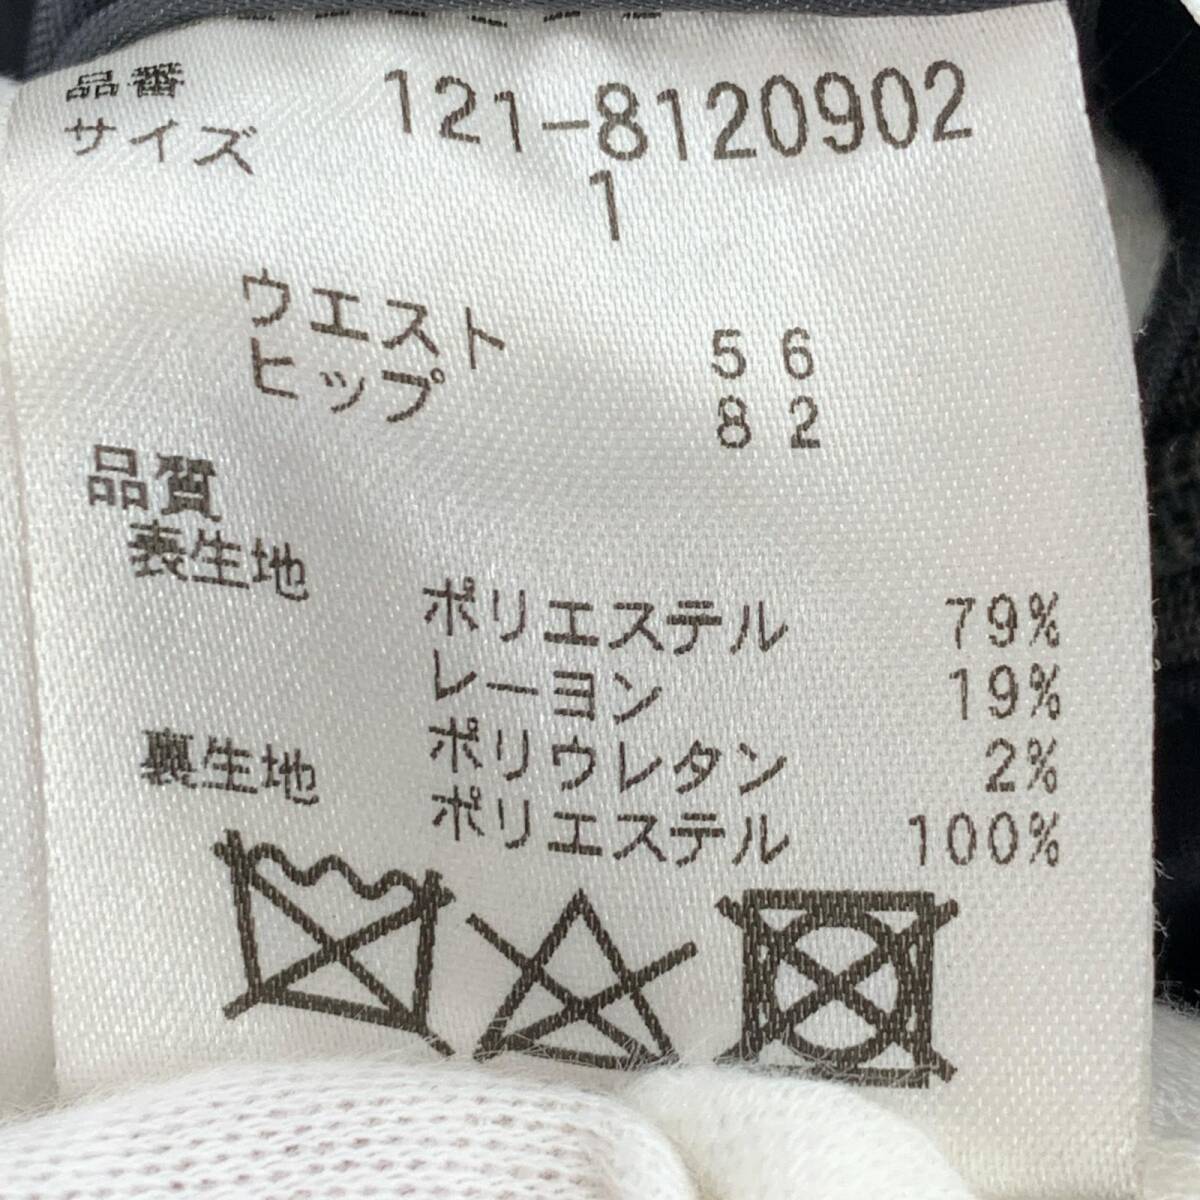 品番 121-8120902
サイズ 1
ウエスト 56
ヒップ 82
品質
表生地 ポリエステル 79%
レーヨン 19%
ポリウレタン 2%
裏生地 ポリエステル 100%